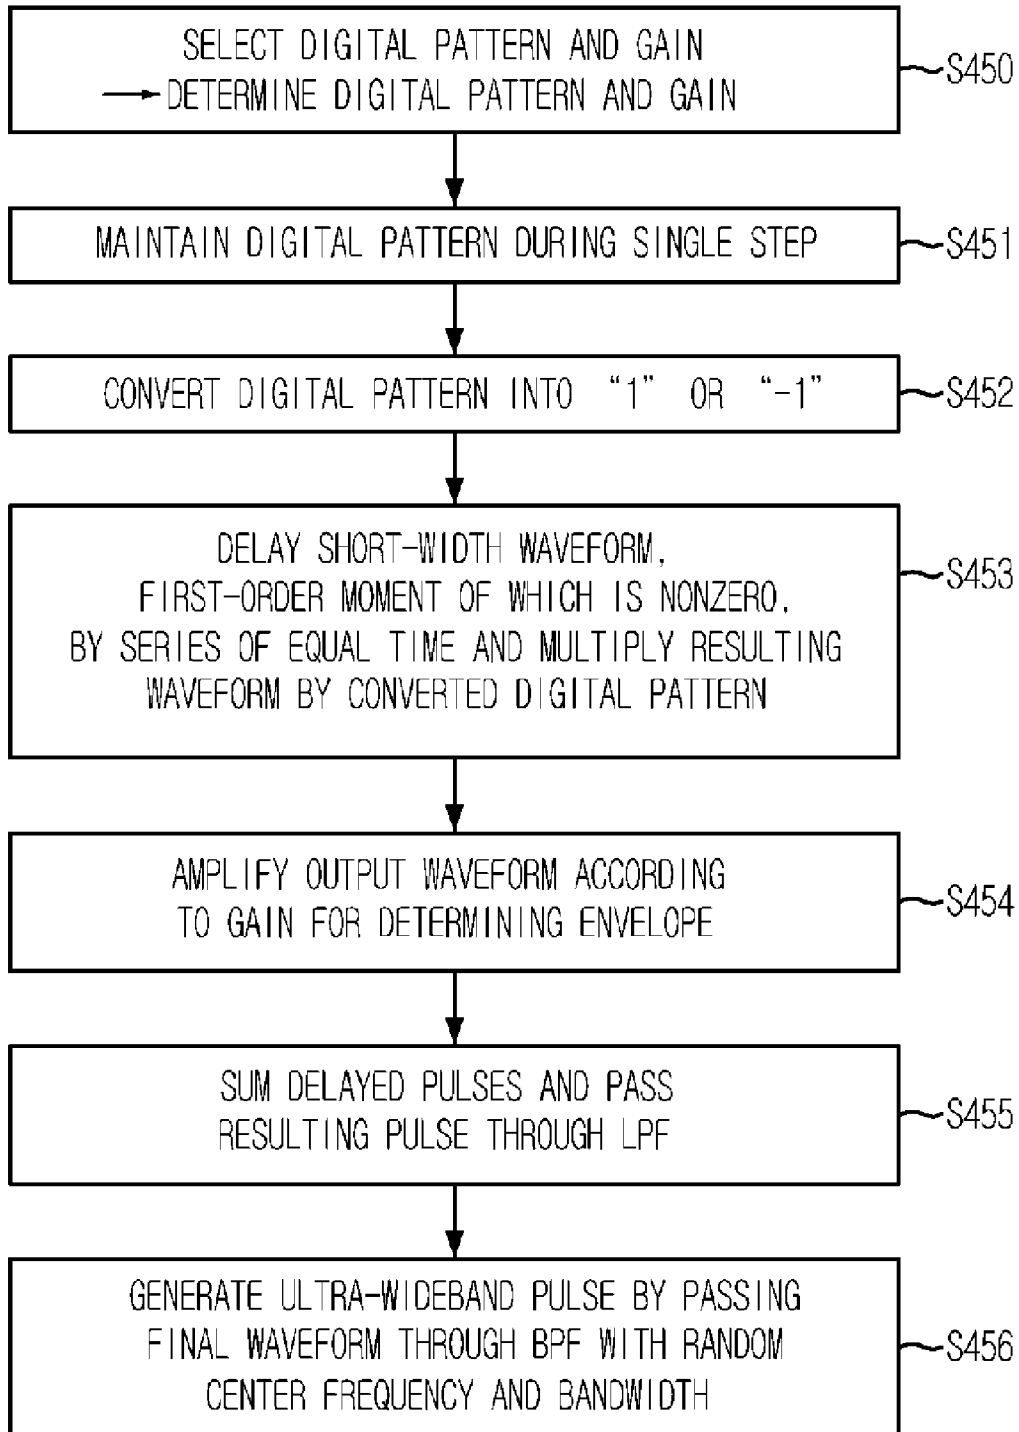 SELECT DIGITAL PATTERN AND GAIN
→ DETERMINE DIGITAL PATTERN AND GAIN
S450
MAINTAIN DIGITAL PATTERN DURING SINGLE STEP
S451
CONVERT DIGITAL PATTERN INTO “1” OR “-1”
S452
DELAY SHORT-WIDTH WAVEFORM,
FIRST-ORDER MOMENT OF WHICH IS NONZERO,
BY SERIES OF EQUAL TIME AND MULTIPLY RESULTING
WAVEFORM BY CONVERTED DIGITAL PATTERN
S453
AMPLIFY OUTPUT WAVEFORM ACCORDING
TO GAIN FOR DETERMINING ENVELOPE
S454
SUM DELAYED PULSES AND PASS
RESULTING PULSE THROUGH LPF
S455
GENERATE ULTRA-WIDEBAND PULSE BY PASSING
FINAL WAVEFORM THROUGH BPF WITH RANDOM
CENTER FREQUENCY AND BANDWIDTH
S456